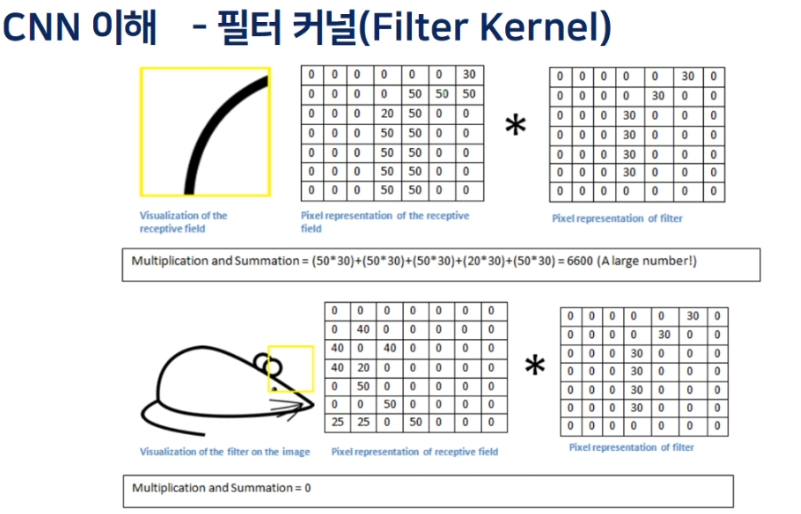 CNN 이해 - 필터 커널(Filter Kernel)
0 0 0 0 0 0 30
0 0 0 0 50 50 50
0 0 0 20 50 0 0
0 0 0 50 50 0 0
0 0 0 50 50 0 0
0 0 0 50 50 0 0
0 0 0 50 50 0 0
*
0 0 0 0 0 30 0
0 0 0 0 30 0 0
0 0 0 30 0 0 0
0 0 0 30 0 0 0
0 0 0 30 0 0 0
0 0 0 30 0 0 0
0 0 0 0 0 0 0
Visualization of the
receptive field
Pixel representation of the receptive
field
Pixel representation of filter
Multiplication and Summation = (50*30)+(50*30)+(50*30)+(20*30)+(50*30) = 6600 (A large number!)
0 0 0 0 0 0 0
0 40 0 0 0 0 0
40 0 40 0 0 0 0
40 20 0 0 0 0 0
0 50 0 0 0 0 0
0 0 50 0 0 0 0
25 25 0 50 0 0 0
*
0 0 0 0 0 30 0
0 0 0 0 30 0 0
0 0 0 30 0 0 0
0 0 0 30 0 0 0
0 0 0 30 0 0 0
0 0 0 30 0 0 0
0 0 0 0 0 0 0
Visualization of the filter on the image
Pixel representation of receptive field
Pixel representation of filter
Multiplication and Summation = 0